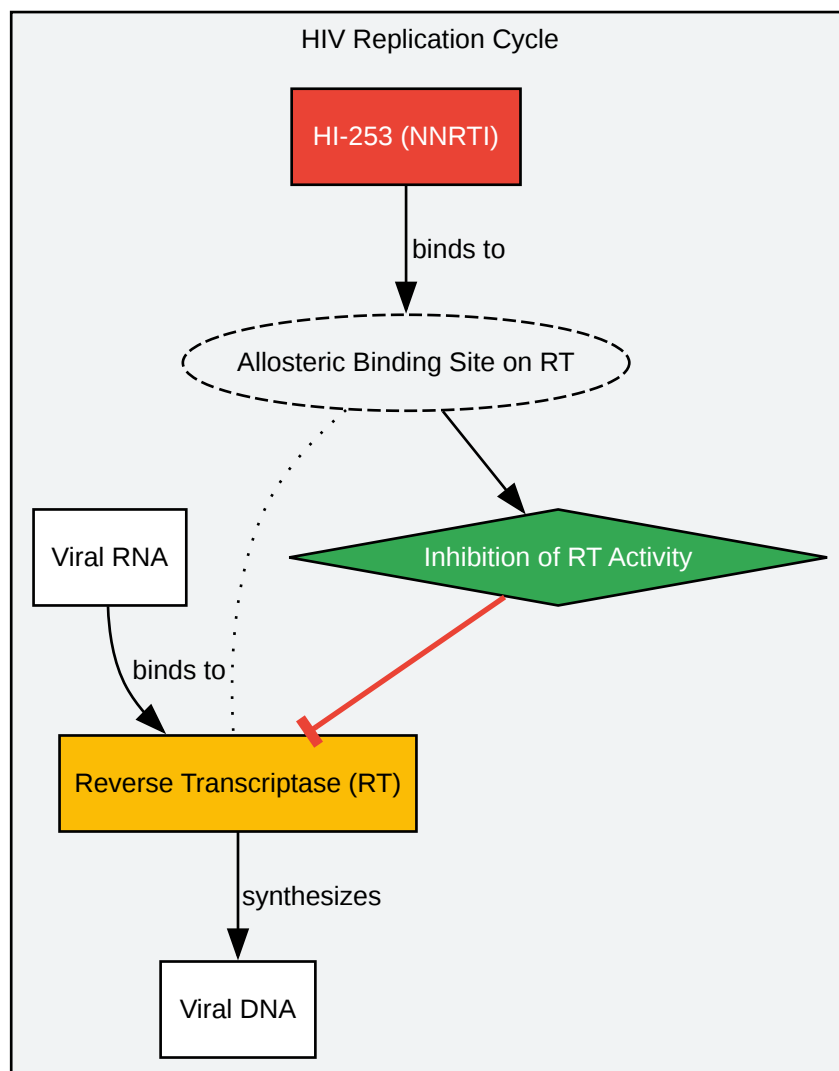 HIV Replication Cycle
HI-253 (NNRTI)
binds to
Allosteric Binding Site on RT
Viral RNA
Inhibition of RT Activity
binds to
Reverse Transcriptase (RT)
synthesizes
Viral DNA